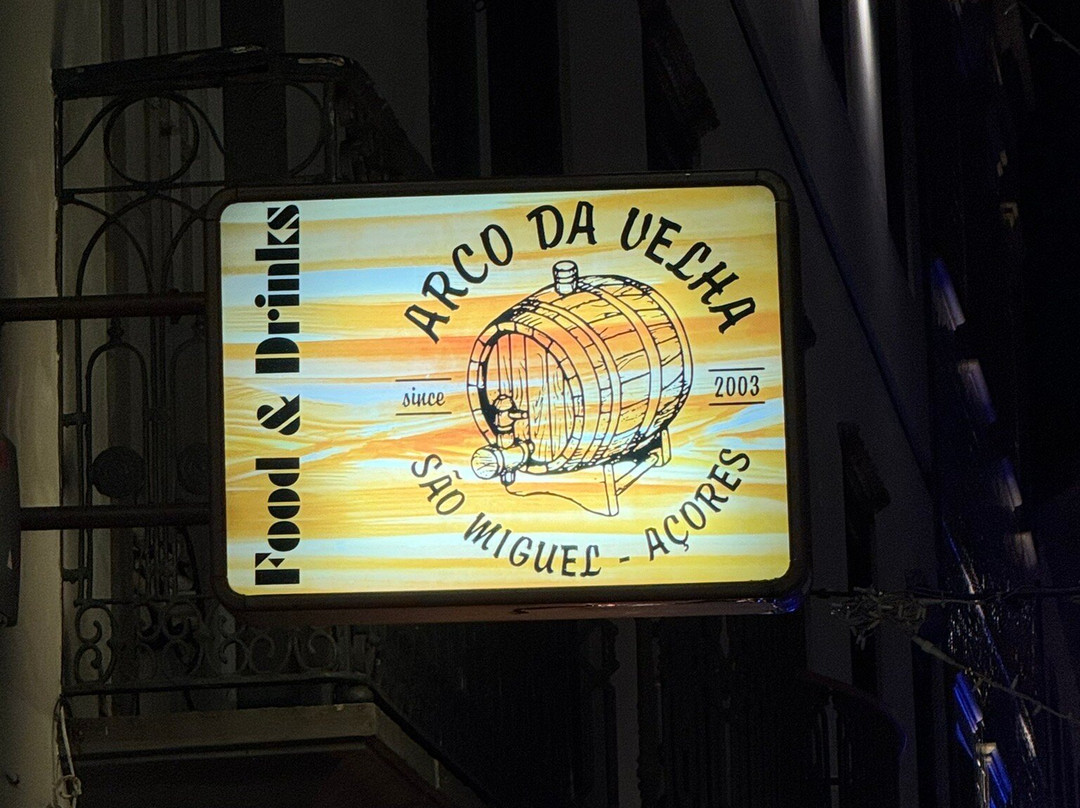 Food & Drinks
ARCO DA VELHA
since
2003
SÃO MIGUEL - AÇORES